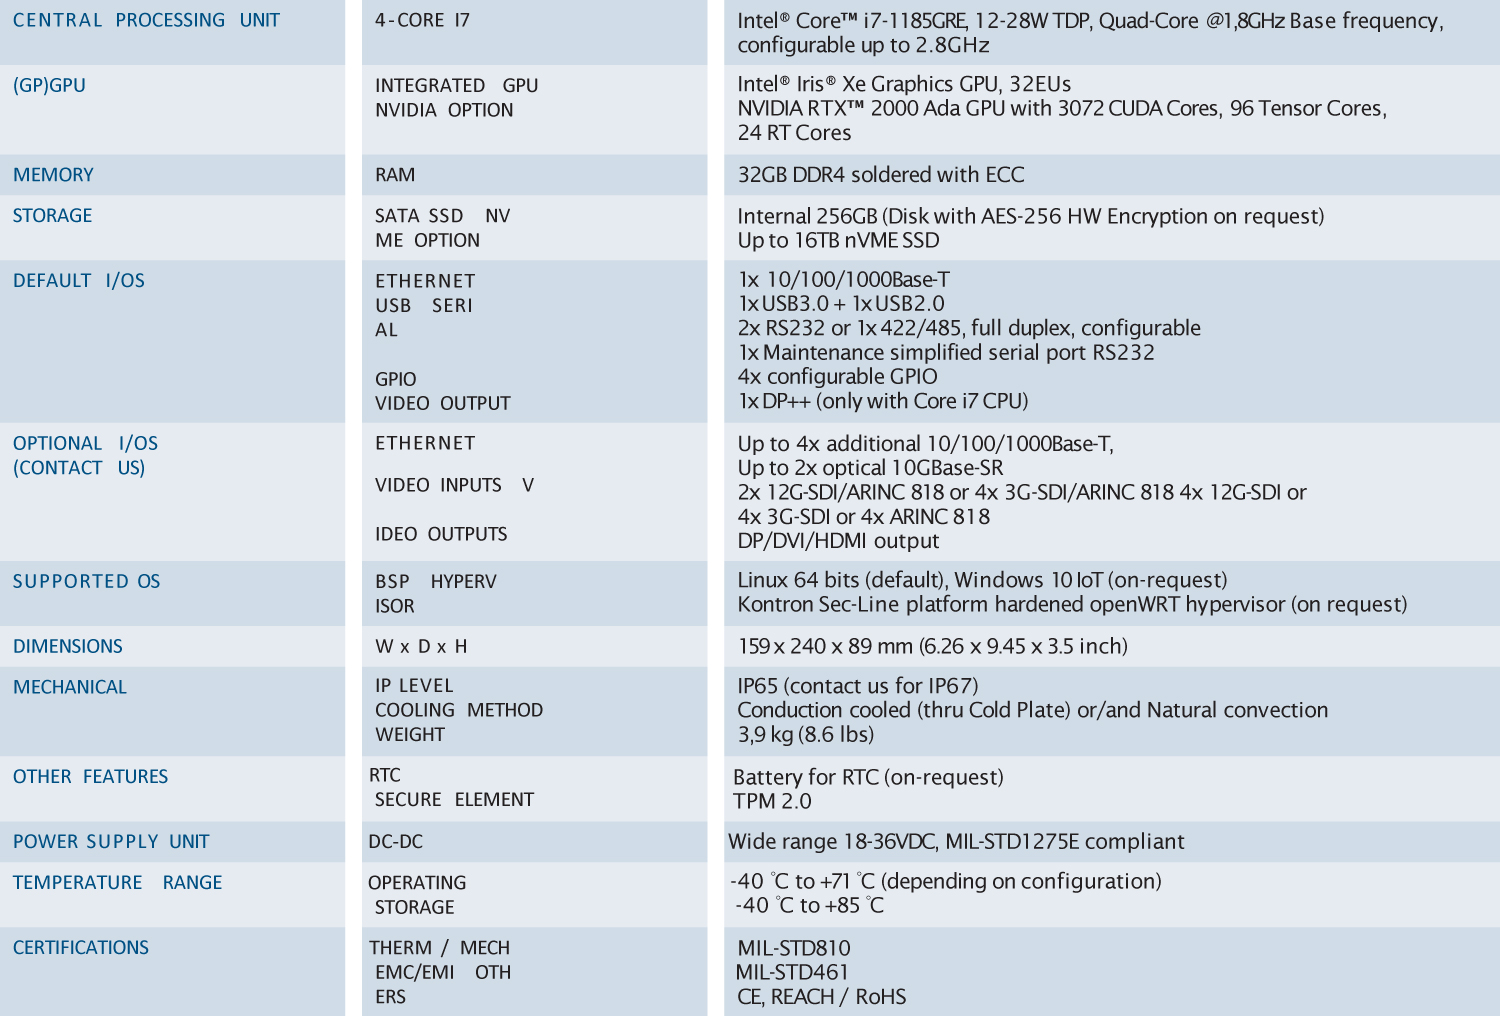 CENTRAL PROCESSING UNIT
4-CORE I7
Intel® Core™ i7-1185GRE, 12-28W TDP, Quad-Core @1,8GHz Base frequency,
configurable up to 2.8GHz
(GP)GPU
INTEGRATED GPU
NVIDIA OPTION
Intel® Iris® Xe Graphics GPU, 32EUs
NVIDIA RTX™ 2000 Ada GPU with 3072 CUDA Cores, 96 Tensor Cores,
24 RT Cores
MEMORY
RAM
32GB DDR4 soldered with ECC
STORAGE
SATA SSD NV
ME OPTION
Internal 256GB (Disk with AES-256 HW Encryption on request)
Up to 16TB nVME SSD
DEFAULT I/OS
ETHERNET
USB SERI
AL
GPIO
VIDEO OUTPUT
1x 10/100/1000Base-T
1x USB3.0 + 1x USB2.0
2x RS232 or 1x 422/485, full duplex, configurable
1x Maintenance simplified serial port RS232
4x configurable GPIO
1x DP++ (only with Core i7 CPU)
OPTIONAL I/OS
(CONTACT US)
ETHERNET
VIDEO INPUTS V
IDEO OUTPUTS
Up to 4x additional 10/100/1000Base-T,
Up to 2x optical 10GBase-SR
2x 12G-SDI/ARINC 818 or 4x 3G-SDI/ARINC 818 4x 12G-SDI or
4x 3G-SDI or 4x ARINC 818
DP/DVI/HDMI output
SUPPORTED OS
BSP HYPERV
ISOR
Linux 64 bits (default), Windows 10 IoT (on-request)
Kontron Sec-Line platform hardened openWRT hypervisor (on request)
DIMENSIONS
W x D x H
159 x 240 x 89 mm (6.26 x 9.45 x 3.5 inch)
MECHANICAL
IP LEVEL
COOLING METHOD
WEIGHT
IP65 (contact us for IP67)
Conduction cooled (thru Cold Plate) or/and Natural convection
3,9 kg (8.6 lbs)
OTHER FEATURES
RTC
SECURE ELEMENT
Battery for RTC (on-request)
TPM 2.0
POWER SUPPLY UNIT
DC-DC
Wide range 18-36VDC, MIL-STD1275E compliant
TEMPERATURE RANGE
OPERATING
STORAGE
-40 °C to +71 °C (depending on configuration)
-40 °C to +85 °C
CERTIFICATIONS
THERM / MECH
EMC/EMI OTH
ERS
MIL-STD810
MIL-STD461
CE, REACH / RoHS